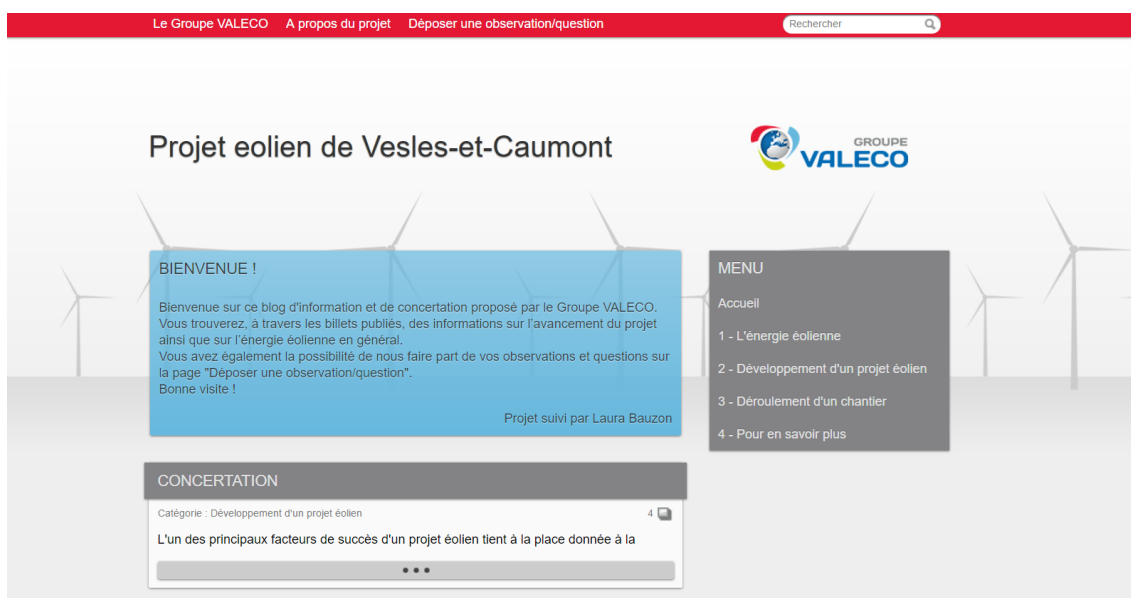 Le Groupe VALECO A propos du projet Déposer une observation/question Rechercher
Projet eolien de Vesles-et-Caumont
GROUPE
VALECO
BIENVENUE !
Bienvenue sur ce blog d'information et de concertation proposé par le Groupe VALECO.
Vous trouverez, à travers les billets publiés, des informations sur l'avancement du projet
ainsi que sur l'énergie éolienne en général.
Vous avez également la possibilité de nous faire part de vos observations et questions sur
la page "Déposer une observation/question".
Bonne visite !
Projet suivi par Laura Bauzon
MENU
Accueil
1 - L'énergie éolienne
2 - Développement d'un projet éolien
3 - Déroulement d'un chantier
4 - Pour en savoir plus
CONCERTATION
Catégorie : Développement d'un projet éolien 4
L'un des principaux facteurs de succès d'un projet éolien tient à la place donnée à la
•••